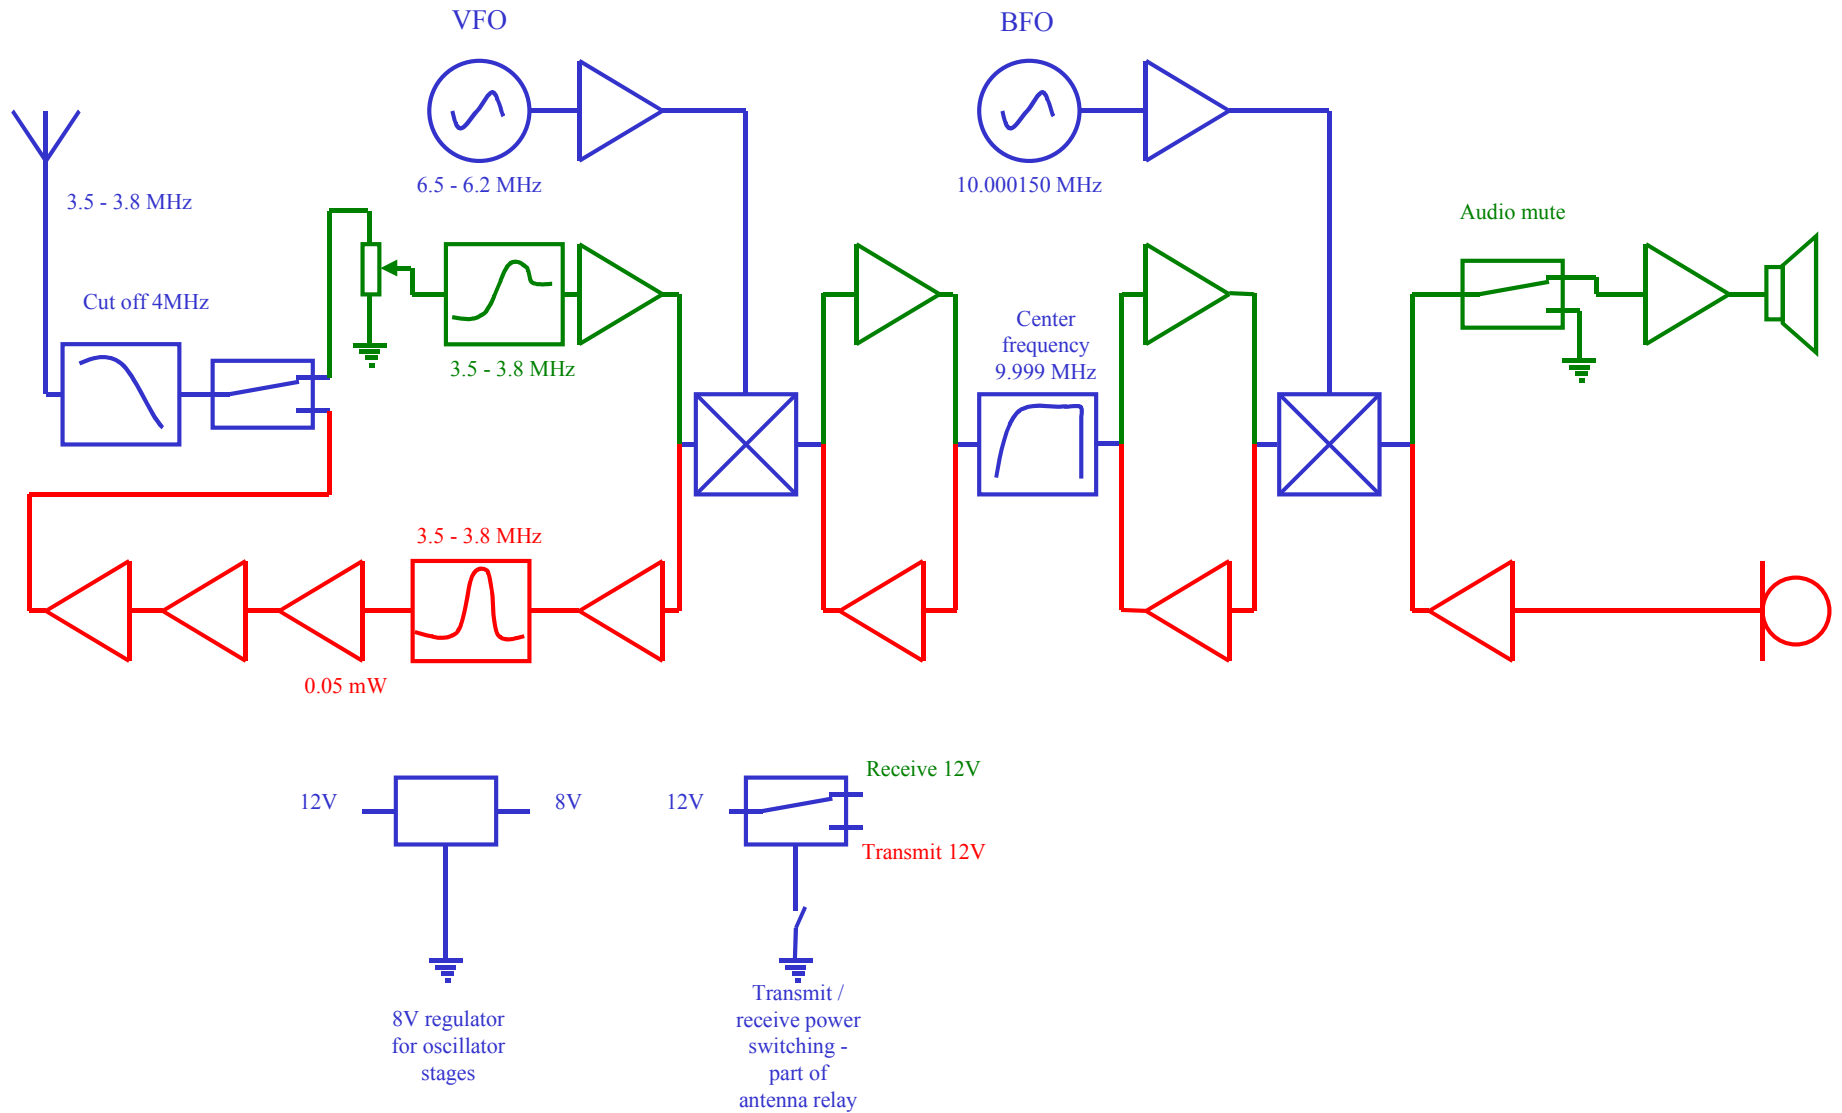 VFO
BFO
6.5 - 6.2 MHz
10.000150 MHz
3.5 - 3.8 MHz
Audio mute
Cut off 4MHz
3.5 - 3.8 MHz
Center
frequency
9.999 MHz
3.5 - 3.8 MHz
0.05 mW
12V
8V
12V
Receive 12V
Transmit 12V
8V regulator
for oscillator
stages
Transmit /
receive power
switching -
part of
antenna relay